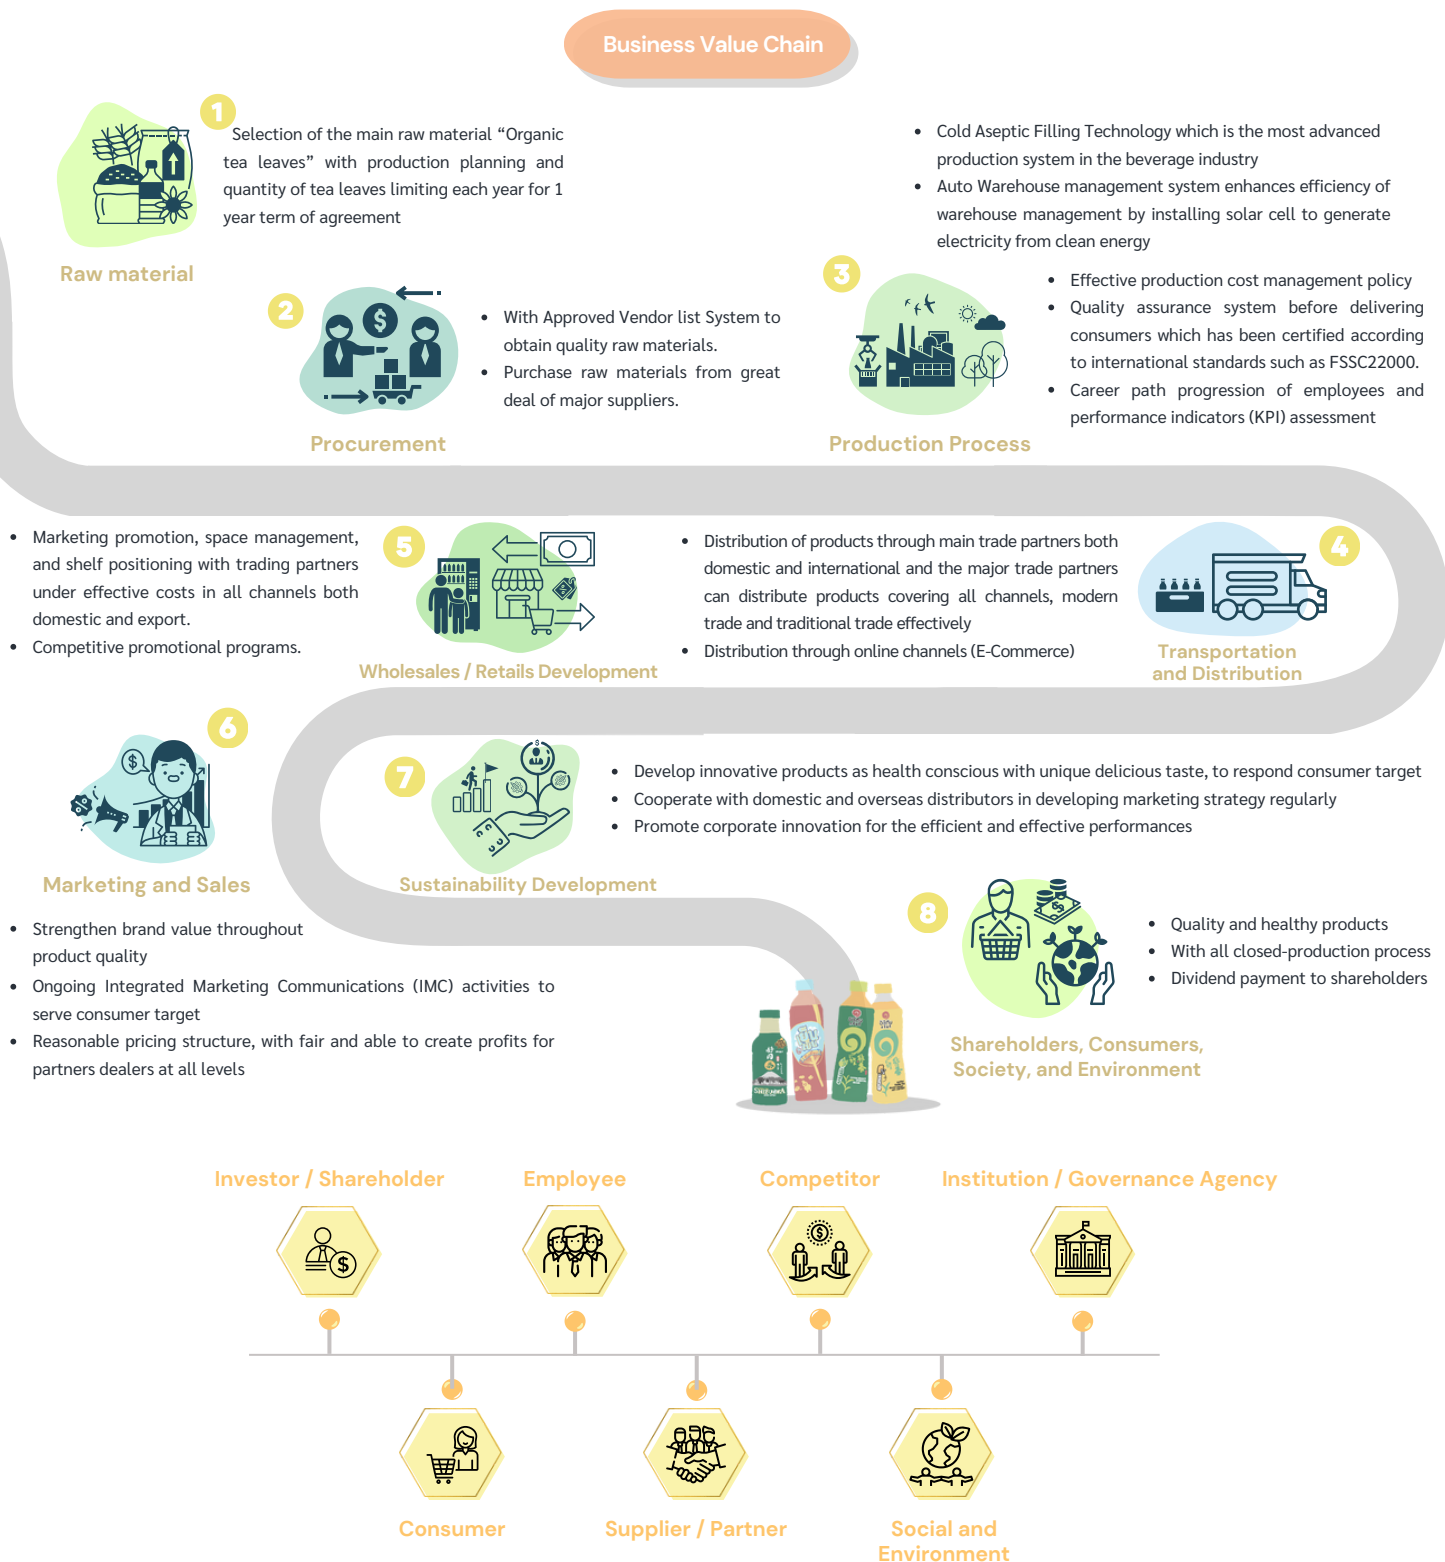 Business Value Chain
1
Selection of the main raw material “Organic
tea leaves” with production planning and
quantity of tea leaves limiting each year for 1
year term of agreement
Raw material
2
• With Approved Vendor list System to
obtain quality raw materials.
• Purchase raw materials from great
deal of major suppliers.
Procurement
• Cold Aseptic Filling Technology which is the most advanced
production system in the beverage industry
• Auto Warehouse management system enhances efficiency of
warehouse management by installing solar cell to generate
electricity from clean energy
3
• Effective production cost management policy
• Quality assurance system before delivering
consumers which has been certified according
to international standards such as FSSC22000.
• Career path progression of employees and
performance indicators (KPI) assessment
Production Process
4
• Distribution of products through main trade partners both
domestic and international and the major trade partners
can distribute products covering all channels, modern
trade and traditional trade effectively
• Distribution through online channels (E-Commerce)
Transportation
and Distribution
5
• Marketing promotion, space management,
and shelf positioning with trading partners
under effective costs in all channels both
domestic and export.
• Competitive promotional programs.
Wholesales / Retails Development
6
Marketing and Sales
• Strengthen brand value throughout
product quality
• Ongoing Integrated Marketing Communications (IMC) activities to
serve consumer target
• Reasonable pricing structure, with fair and able to create profits for
partners dealers at all levels
7
• Develop innovative products as health conscious with unique delicious taste, to respond consumer target
• Cooperate with domestic and overseas distributors in developing marketing strategy regularly
• Promote corporate innovation for the efficient and effective performances
Sustainability Development
8
• Quality and healthy products
• With all closed-production process
• Dividend payment to shareholders
Shareholders, Consumers,
Society, and Environment
Investor / Shareholder
Employee
Competitor
Institution / Governance Agency
Consumer
Supplier / Partner
Social and
Environment